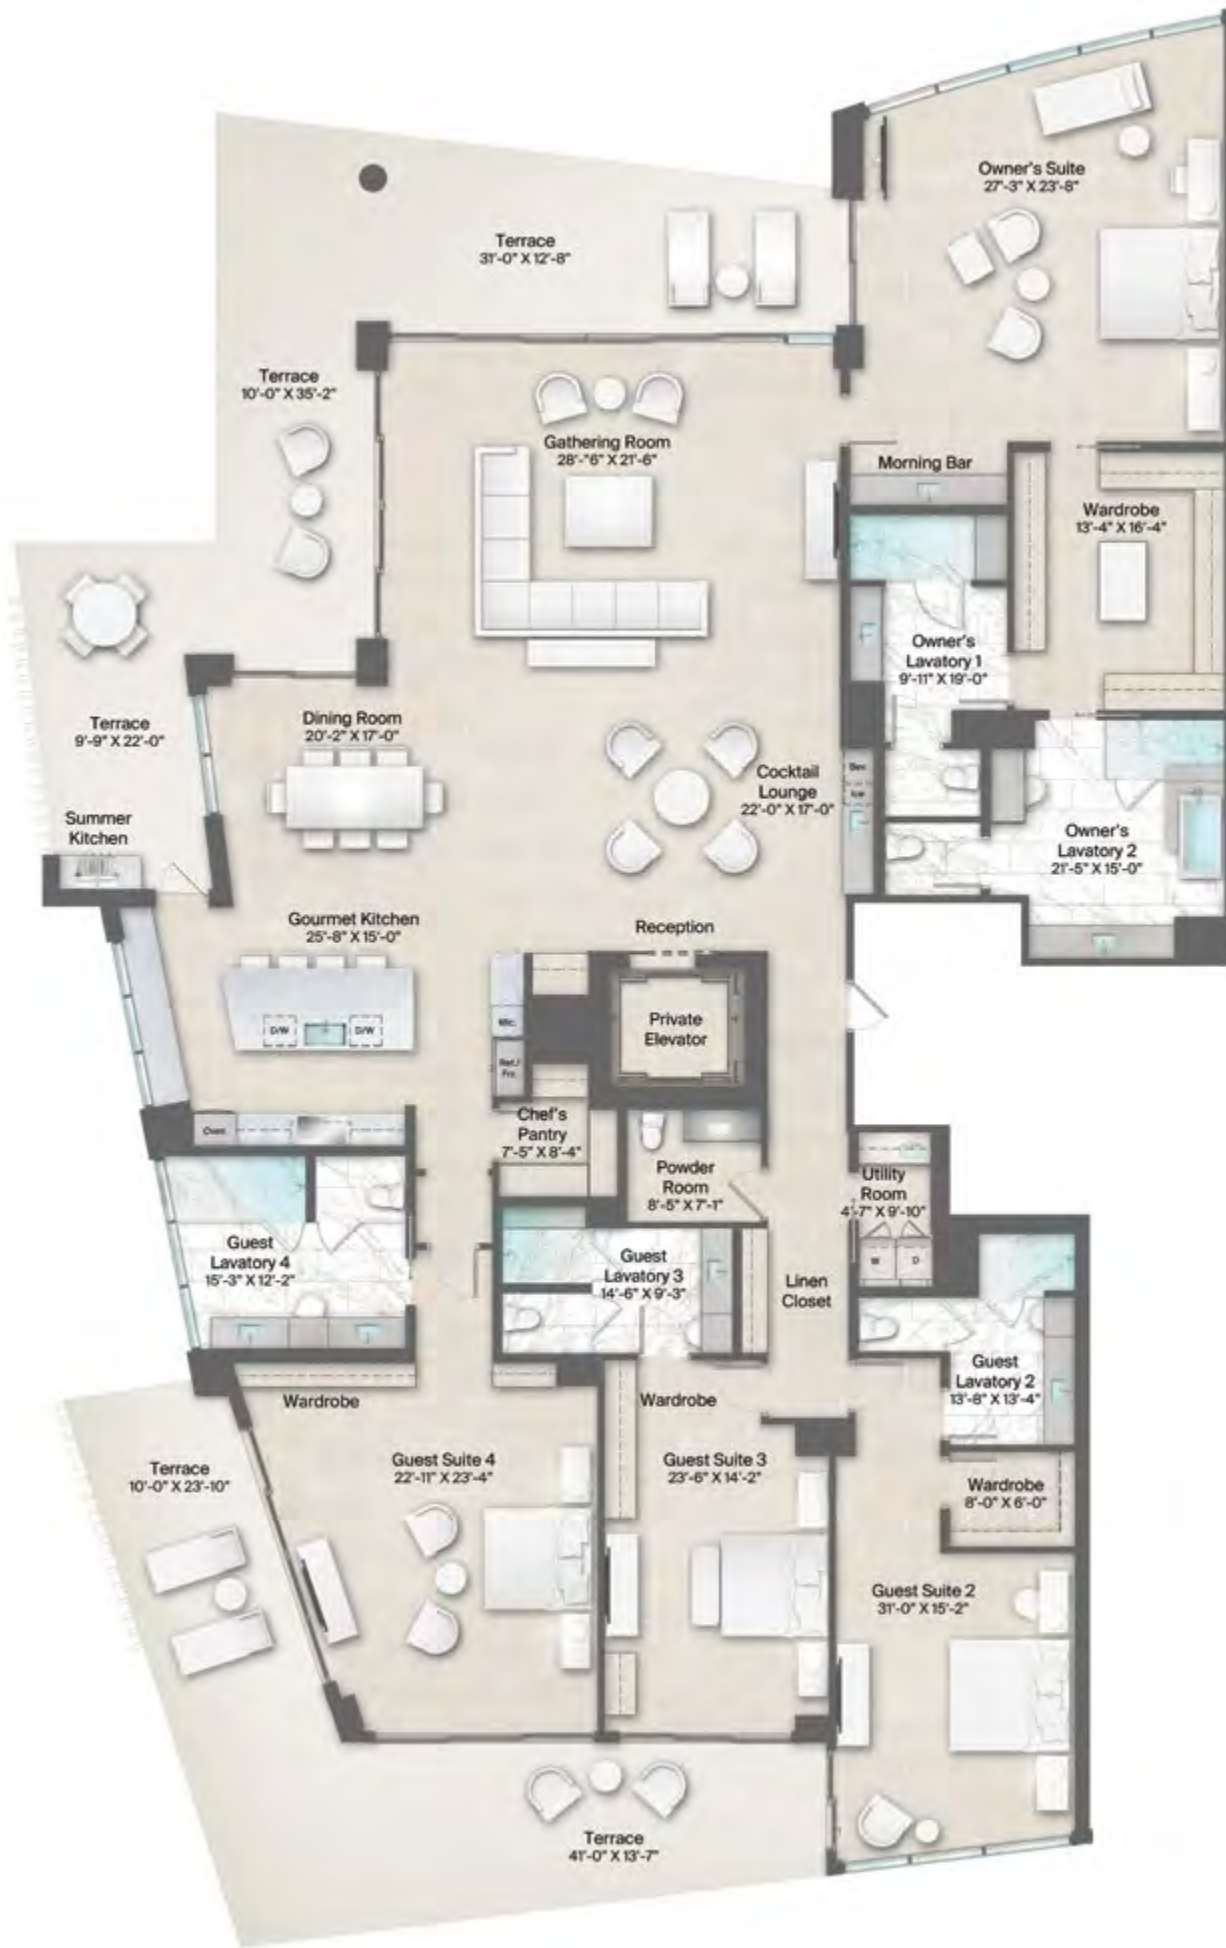 Owner's Suite
27'-3" X 23'-8"
Terrace
31'-0" X 12'-8"
Terrace
10'-0" X 35'-2"
Gathering Room
28'-"6" X 21'-6"
Morning Bar
Wardrobe
13'-4" X 16'-4"
Owner's
Lavatory 1
9'-11" X 19'-0"
Terrace
9'-9" X 22'-0"
Dining Room
20'-2" X 17'-0"
Cocktail
Lounge
22'-0" X 17'-0"
Bev.
Summer
Kitchen
Owner's
Lavatory 2
21'-5" X 15'-0"
Gourmet Kitchen
25'-8" X 15'-0"
Reception
D/W
D/W
Mic.
Ref./
Frz.
Private
Elevator
Oven
Chef's
Pantry
7'-5" X 8'-4"
Powder
Room
8'-5" X 7'-1"
Utility
Room
4'-7" X 9'-10"
W
D
Guest
Lavatory 4
15'-3" X 12'-2"
Guest
Lavatory 3
14'-6" X 9'-3"
Linen
Closet
Guest
Lavatory 2
13'-8" X 13'-4"
Wardrobe
Wardrobe
Guest Suite 4
22'-11" X 23'-4"
Guest Suite 3
23'-6" X 14'-2"
Terrace
10'-0" X 23'-10"
Wardrobe
8'-0" X 6'-0"
Guest Suite 2
31'-0" X 15'-2"
Terrace
41'-0" X 13'-7"